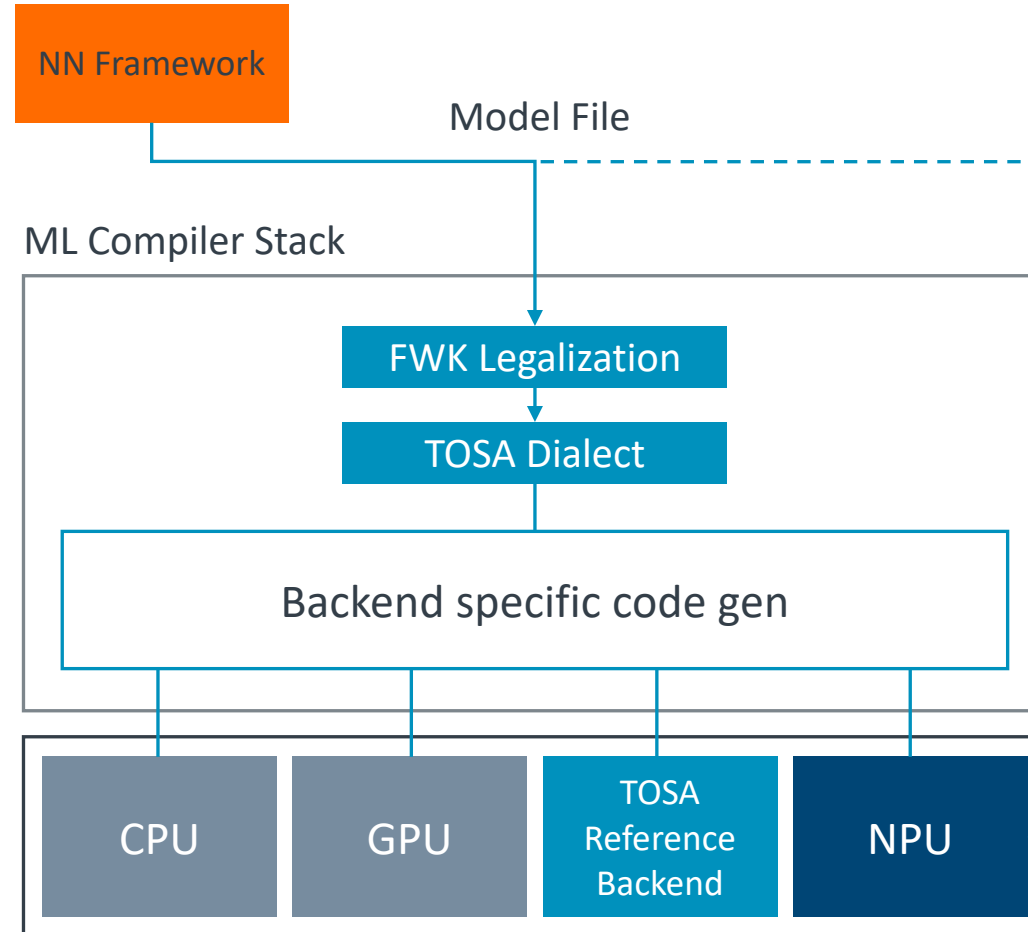 NN Framework
Model File
ML Compiler Stack
FWK Legalization
TOSA Dialect
Backend specific code gen
CPU
GPU
TOSA
Reference
Backend
NPU